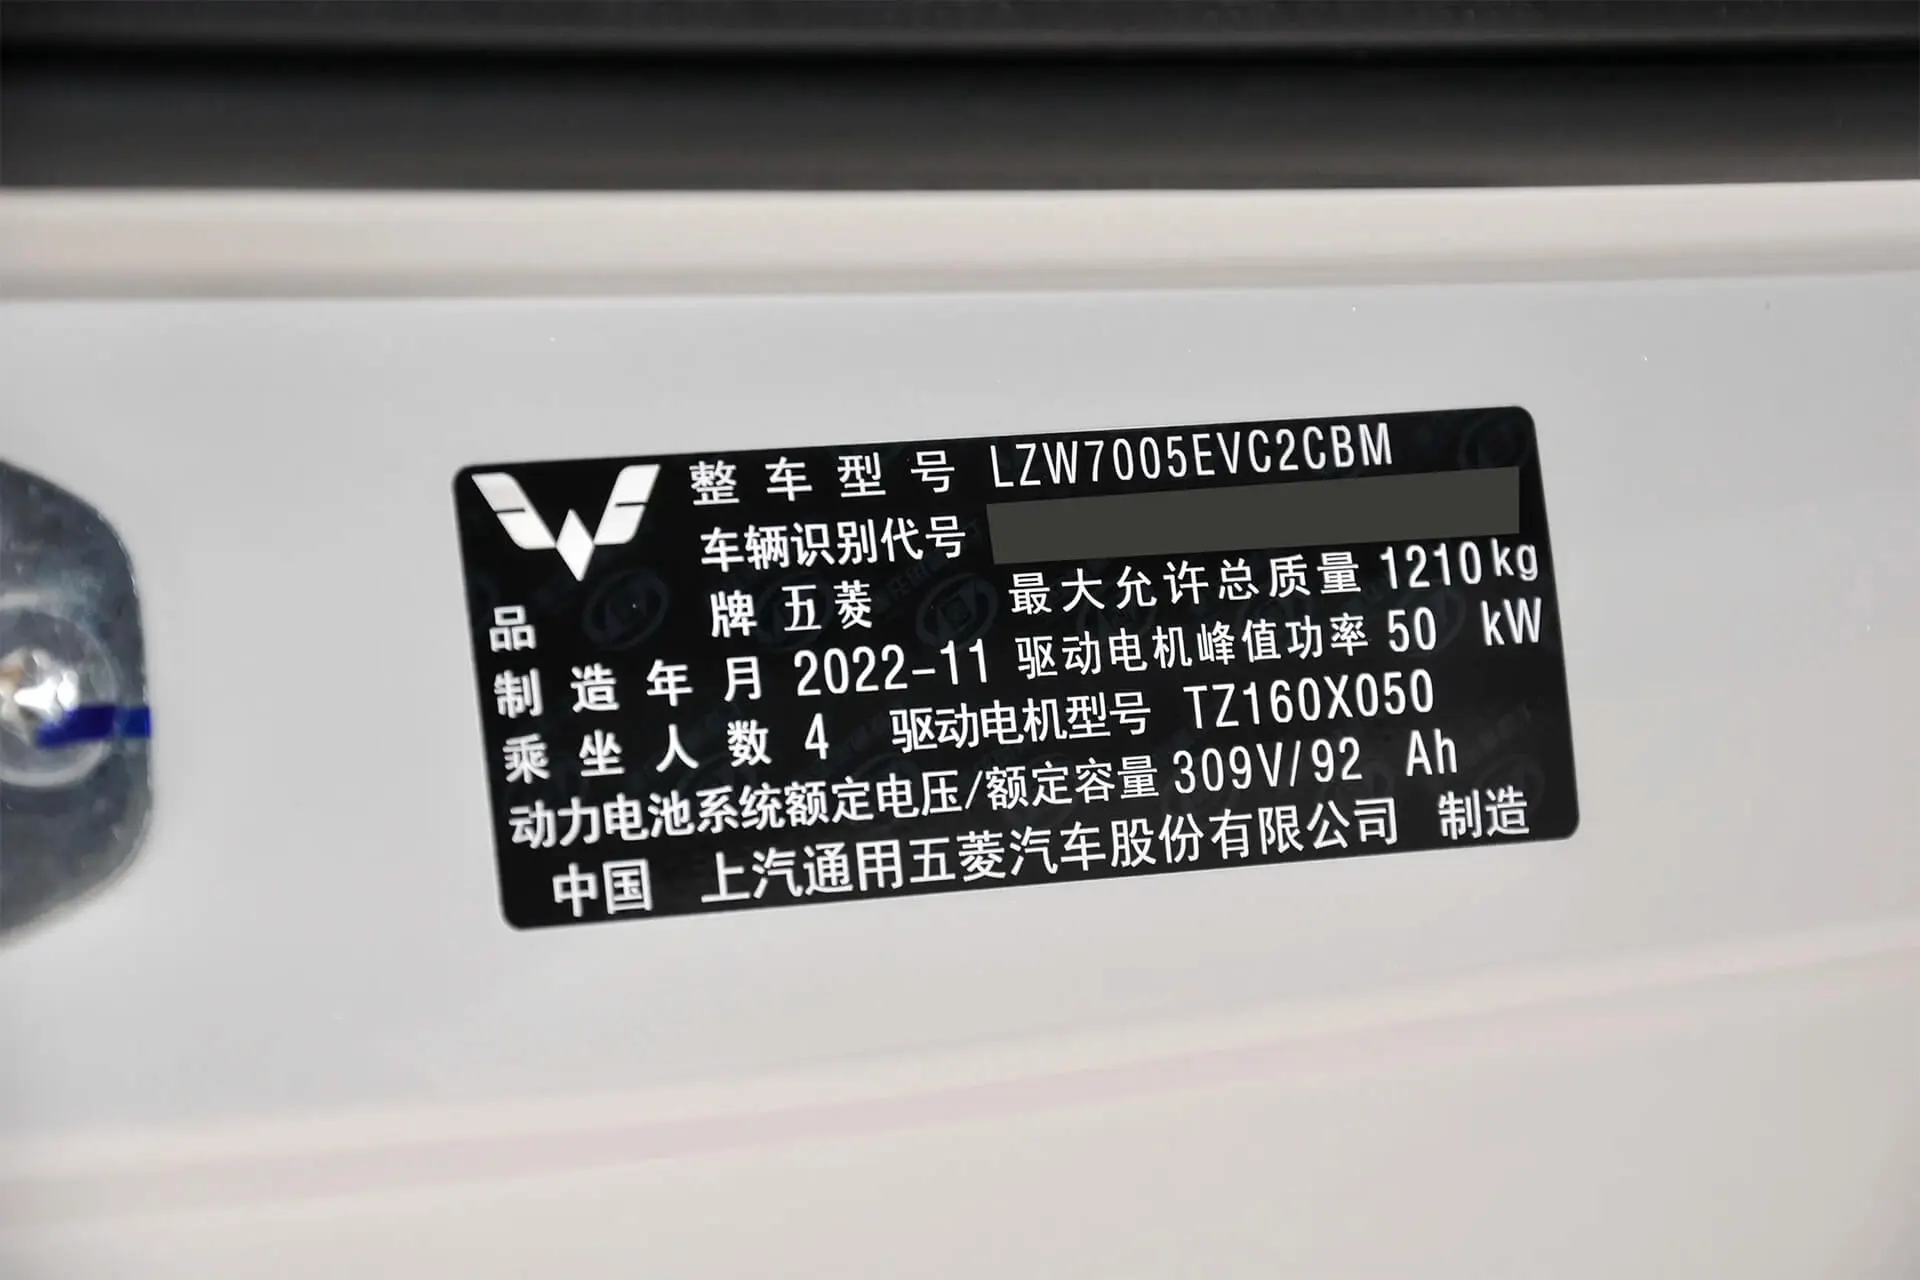 整车型号 LZW7005EVC2CBM
车辆识别代号
品牌 五菱 最大允许总质量 1210kg
制造年月 2022-11 驱动电机峰值功率 50 kW
乘坐人数 4 驱动电机型号 TZ160X050
动力电池系统额定电压/额定容量 309V/92 Ah
中国 上汽通用五菱汽车股份有限公司 制造